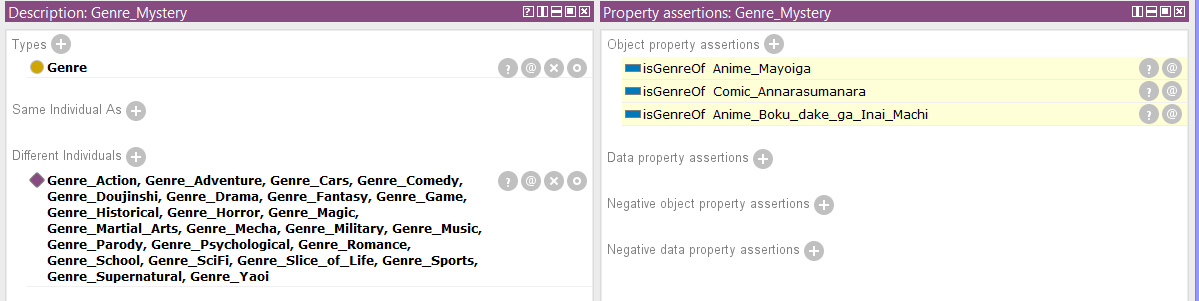 Description: Genre_Mystery
Types
Genre
Same Individual As
Different Individuals
Genre_Action, Genre_Adventure, Genre_Cars, Genre_Comedy,
Genre_Doujinshi, Genre_Drama, Genre_Fantasy, Genre_Game,
Genre_Historical, Genre_Horror, Genre_Magic,
Genre_Martial_Arts, Genre_Mecha, Genre_Military, Genre_Music,
Genre_Parody, Genre_Psychological, Genre_Romance,
Genre_School, Genre_SciFi, Genre_Slice_of_Life, Genre_Sports,
Genre_Supernatural, Genre_Yaoi
Property assertions: Genre_Mystery
Object property assertions
isGenreOf Anime_Mayoiga
isGenreOf Comic_Annarasumanara
isGenreOf Anime_Boku_dake_ga_Inai_Machi
Data property assertions
Negative object property assertions
Negative data property assertions